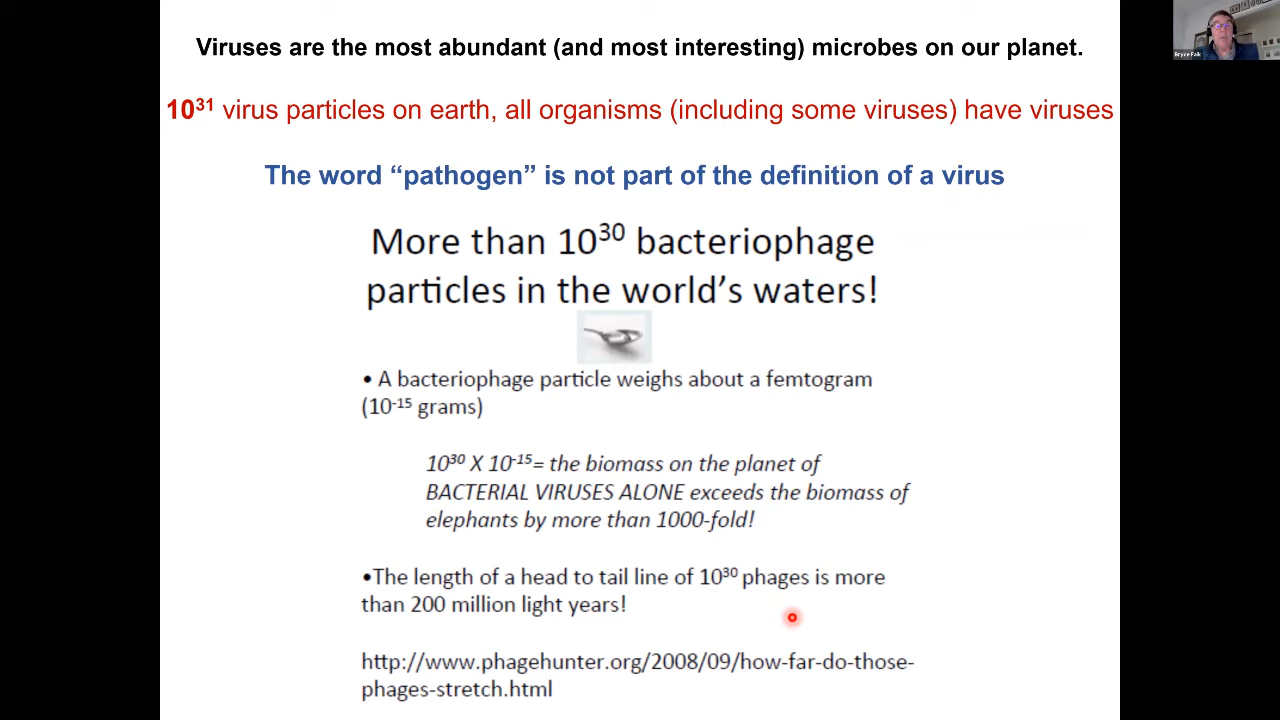 Viruses are the most abundant (and most interesting) microbes on our planet.
Bryce Falk
10³¹ virus particles on earth, all organisms (including some viruses) have viruses
The word “pathogen” is not part of the definition of a virus
More than 10³⁰ bacteriophage
particles in the world’s waters!
• A bacteriophage particle weighs about a femtogram
(10⁻¹⁵ grams)
10³⁰ X 10⁻¹⁵= the biomass on the planet of
BACTERIAL VIRUSES ALONE exceeds the biomass of
elephants by more than 1000-fold!
•The length of a head to tail line of 10³⁰ phages is more
than 200 million light years!
http://www.phagehunter.org/2008/09/how-far-do-those-
phages-stretch.html